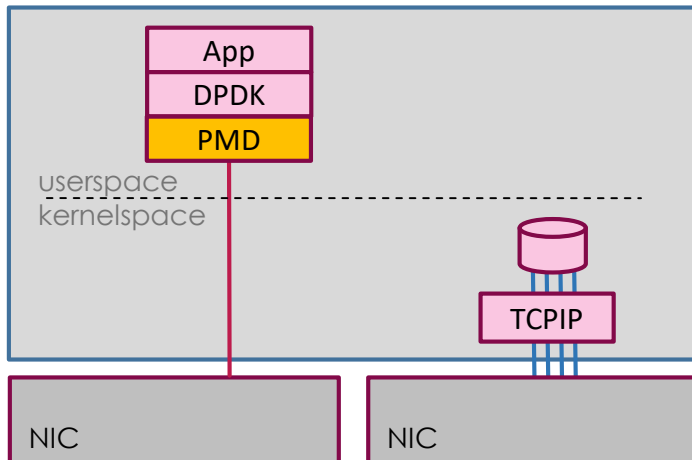 App
DPDK
PMD
userspace
kernelspace
TCPIP
NIC
NIC